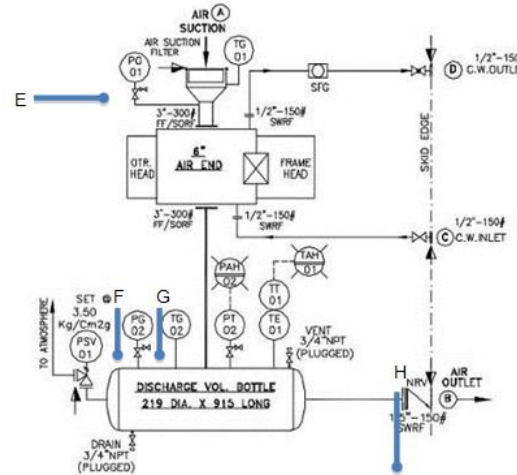 AIR
SUCTION
A
AIR SUCTION
FILTER
PG
01
TG
01
E
SFG
1/2"-150#
D
C.W.OUTLET
3"-300#
FF/SORF
1/2"-150#
SWRF
SKID EDGE
OTR.
HEAD
6"
AIR END
FRAME
HEAD
3"-300#
FF/SORF
1/2"-150#
SWRF
1/2"-150#
C
C.W.INLET
PAH
02
TAH
01
SET @
3.50
Kg/Cm2g
F
G
TT
01
TO ATMOSPHERE
PSV
01
PG
02
TG
02
PT
02
TE
01
VENT
3/4"NPT
(PLUGGED)
H
NRV
AIR
OUTLET
B
DISCHARGE VOL. BOTTLE
219 DIA. X 915 LONG
-150#
SWRF
DRAIN
3/4"NPT
(PLUGGED)